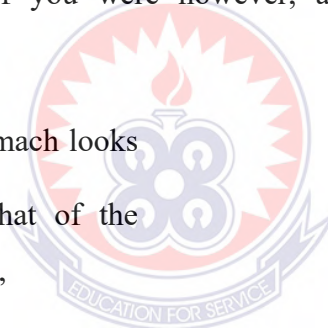 you were however, a
mach looks
hat of the
,
EDUCATION FOR SERVICE